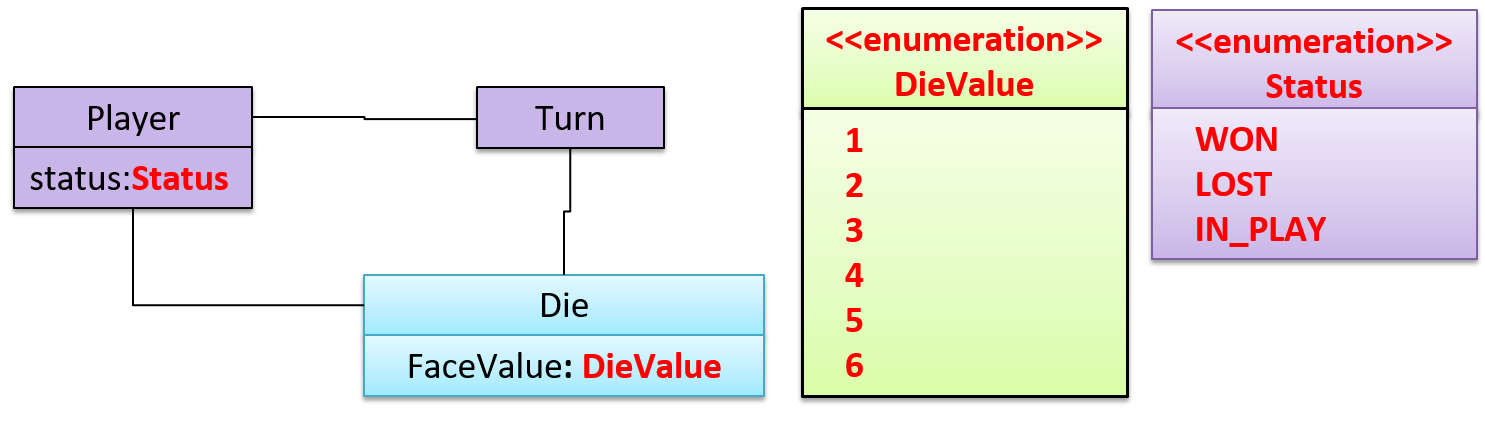 Player
status:Status
Turn
Die
FaceValue: DieValue
<<enumeration>>
DieValue
1
2
3
4
5
6
<<enumeration>>
Status
WON
LOST
IN_PLAY